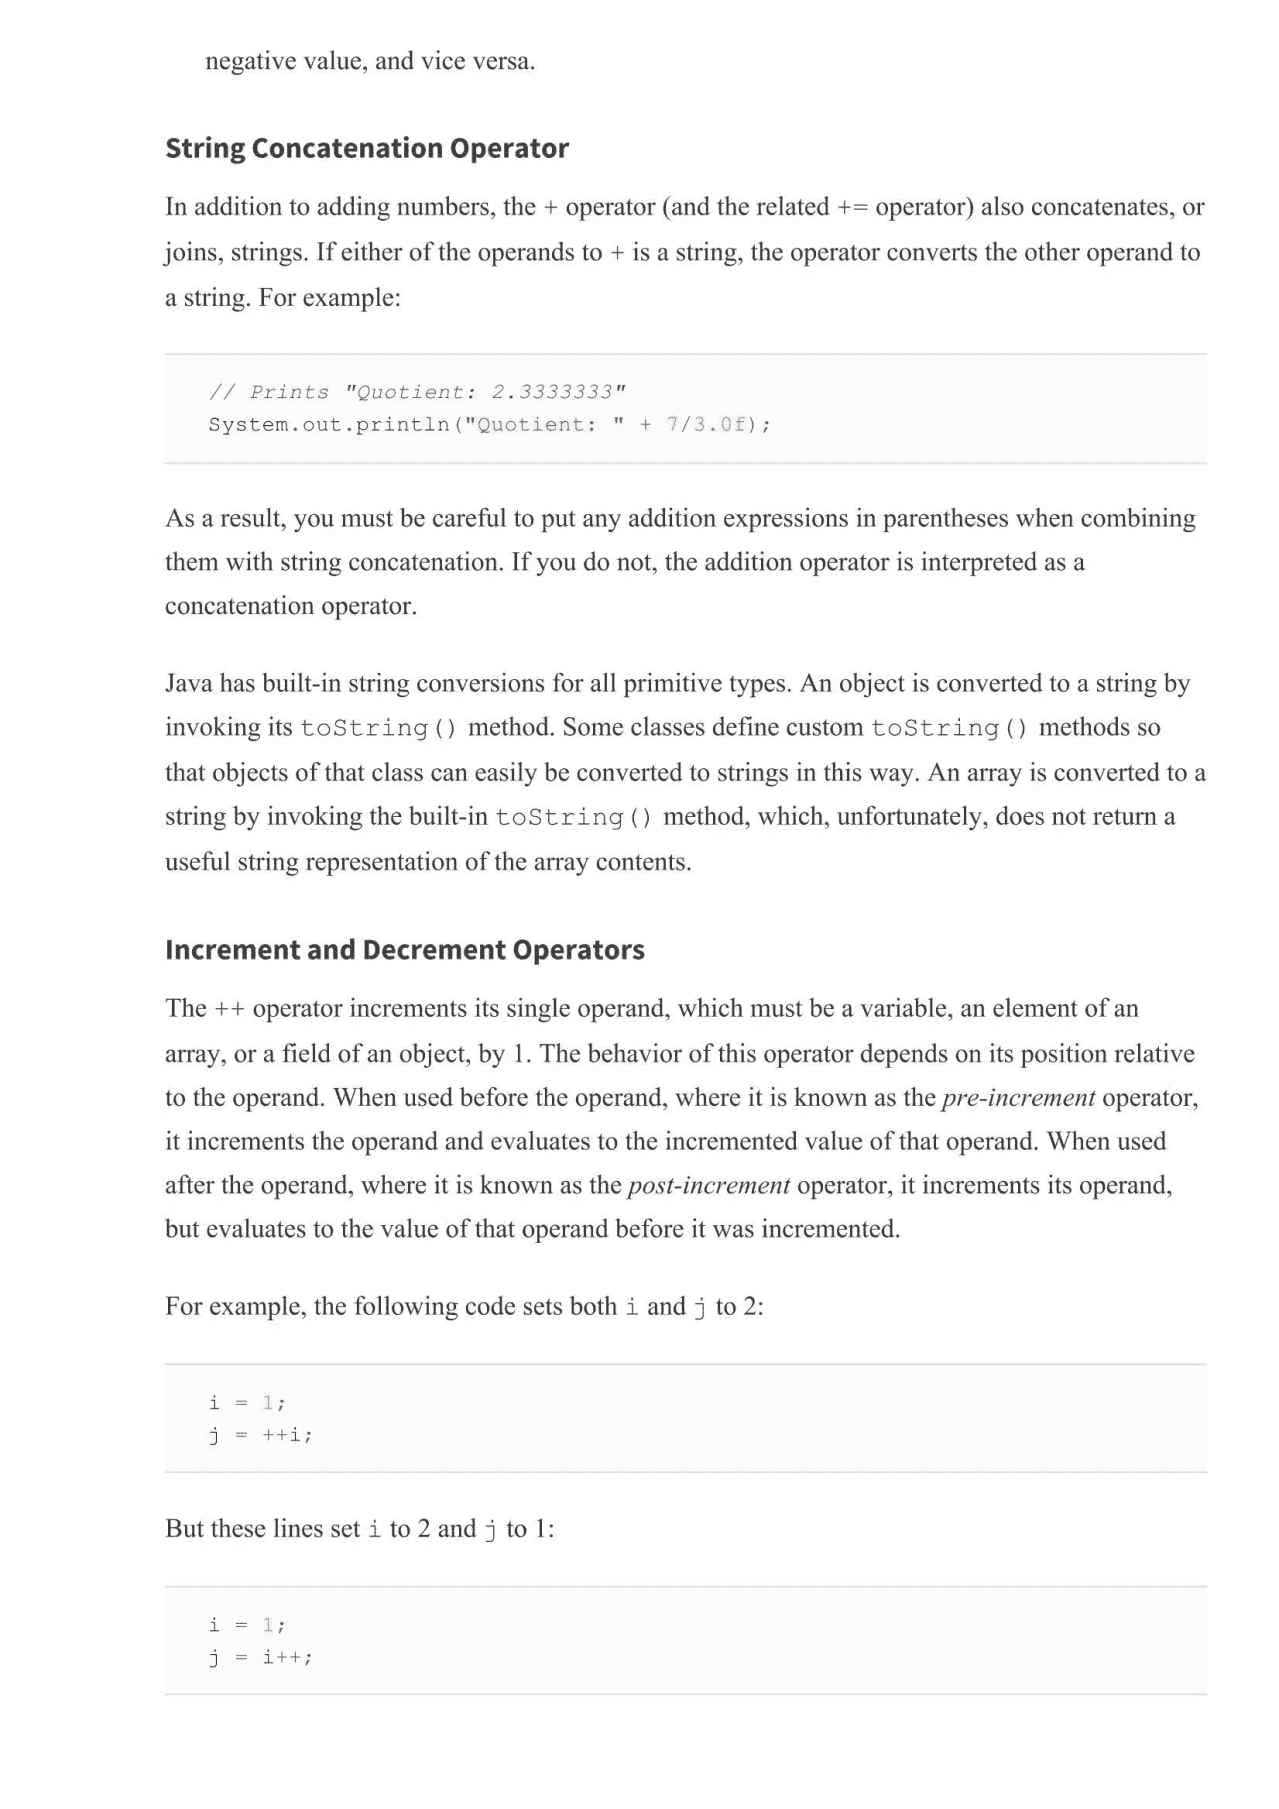 negative value, and vice versa.
String Concatenation Operator
In addition to adding numbers, the + operator (and the related += operator) also concatenates, or
joins, strings. If either of the operands to + is a string, the operator converts the other operand to
a string. For example:
// Prints "Quotient: 2.3333333"
System.out.println("Quotient: " + 7/3.0f);
As a result, you must be careful to put any addition expressions in parentheses when combining
them with string concatenation. If you do not, the addition operator is interpreted as a
concatenation operator.
Java has built-in string conversions for all primitive types. An object is converted to a string by
invoking its toString() method. Some classes define custom toString() methods so
that objects of that class can easily be converted to strings in this way. An array is converted to a
string by invoking the built-in toString() method, which, unfortunately, does not return a
useful string representation of the array contents.
Increment and Decrement Operators
The ++ operator increments its single operand, which must be a variable, an element of an
array, or a field of an object, by 1. The behavior of this operator depends on its position relative
to the operand. When used before the operand, where it is known as the pre-increment operator,
it increments the operand and evaluates to the incremented value of that operand. When used
after the operand, where it is known as the post-increment operator, it increments its operand,
but evaluates to the value of that operand before it was incremented.
For example, the following code sets both i and j to 2:
i = 1;
j = ++i;
But these lines set i to 2 and j to 1:
i = 1;
j = i++;